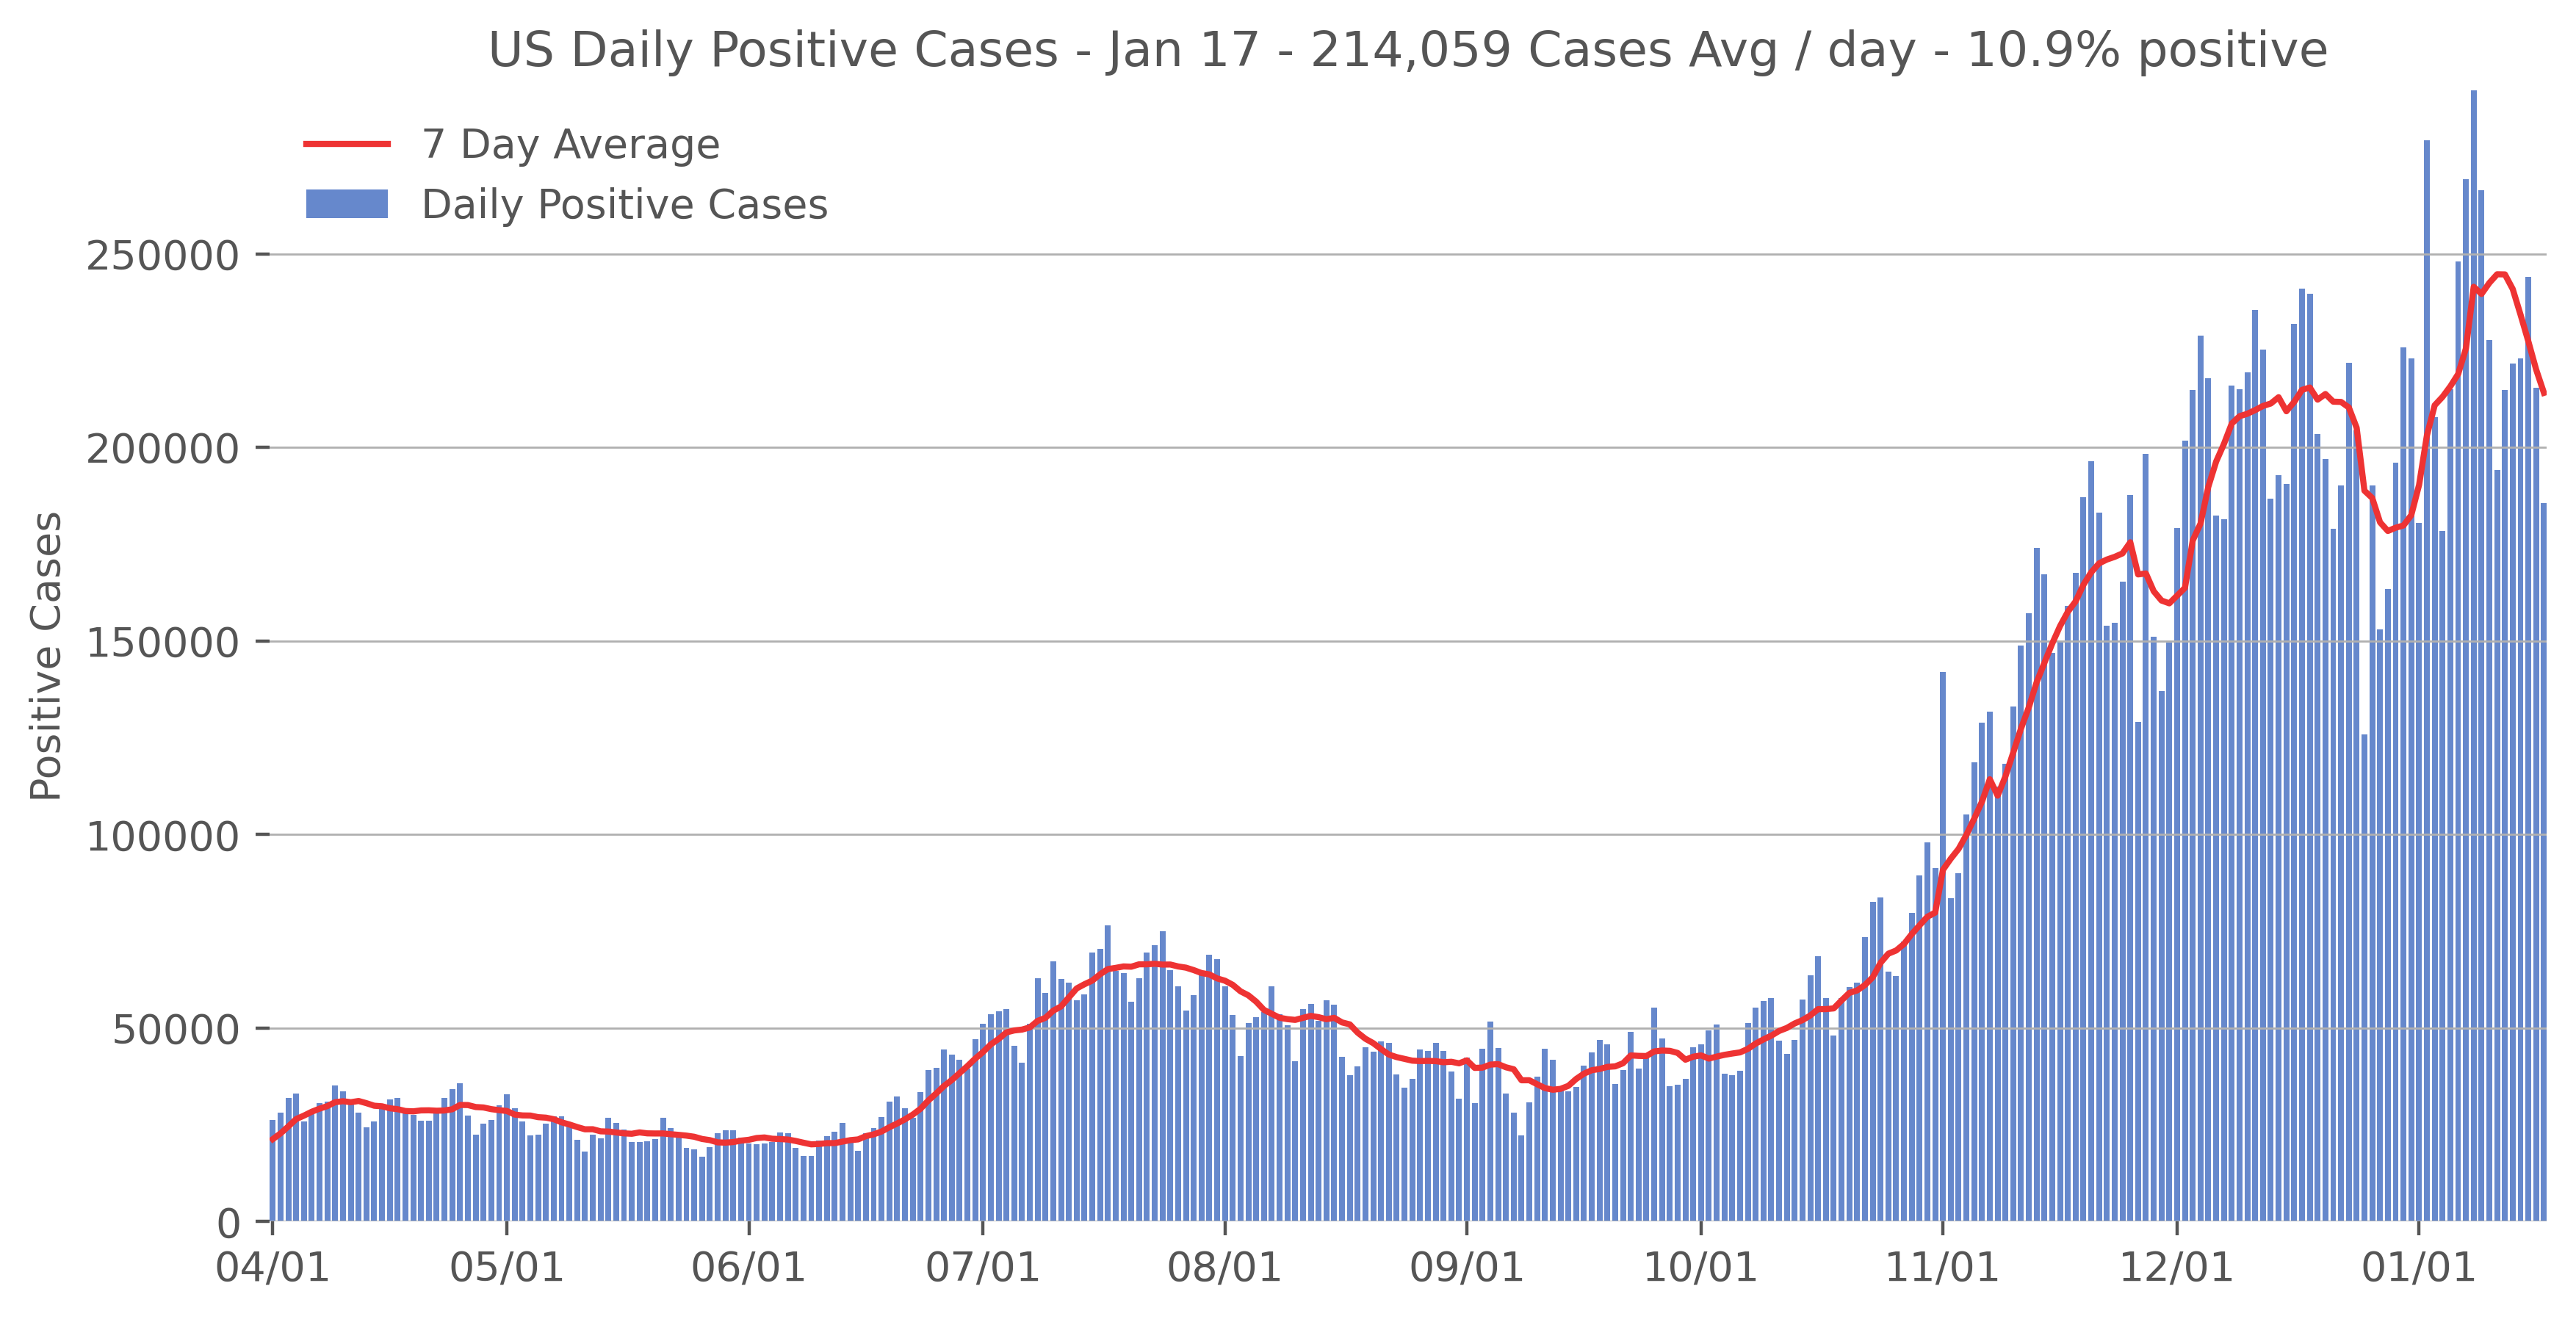 US Daily Positive Cases - Jan 17 - 214,059 Cases Avg / day - 10.9% positive
7 Day Average
Daily Positive Cases
250000
200000
150000
100000
50000
0
Positive Cases
04/01 05/01 06/01 07/01 08/01 09/01 10/01 11/01 12/01 01/01